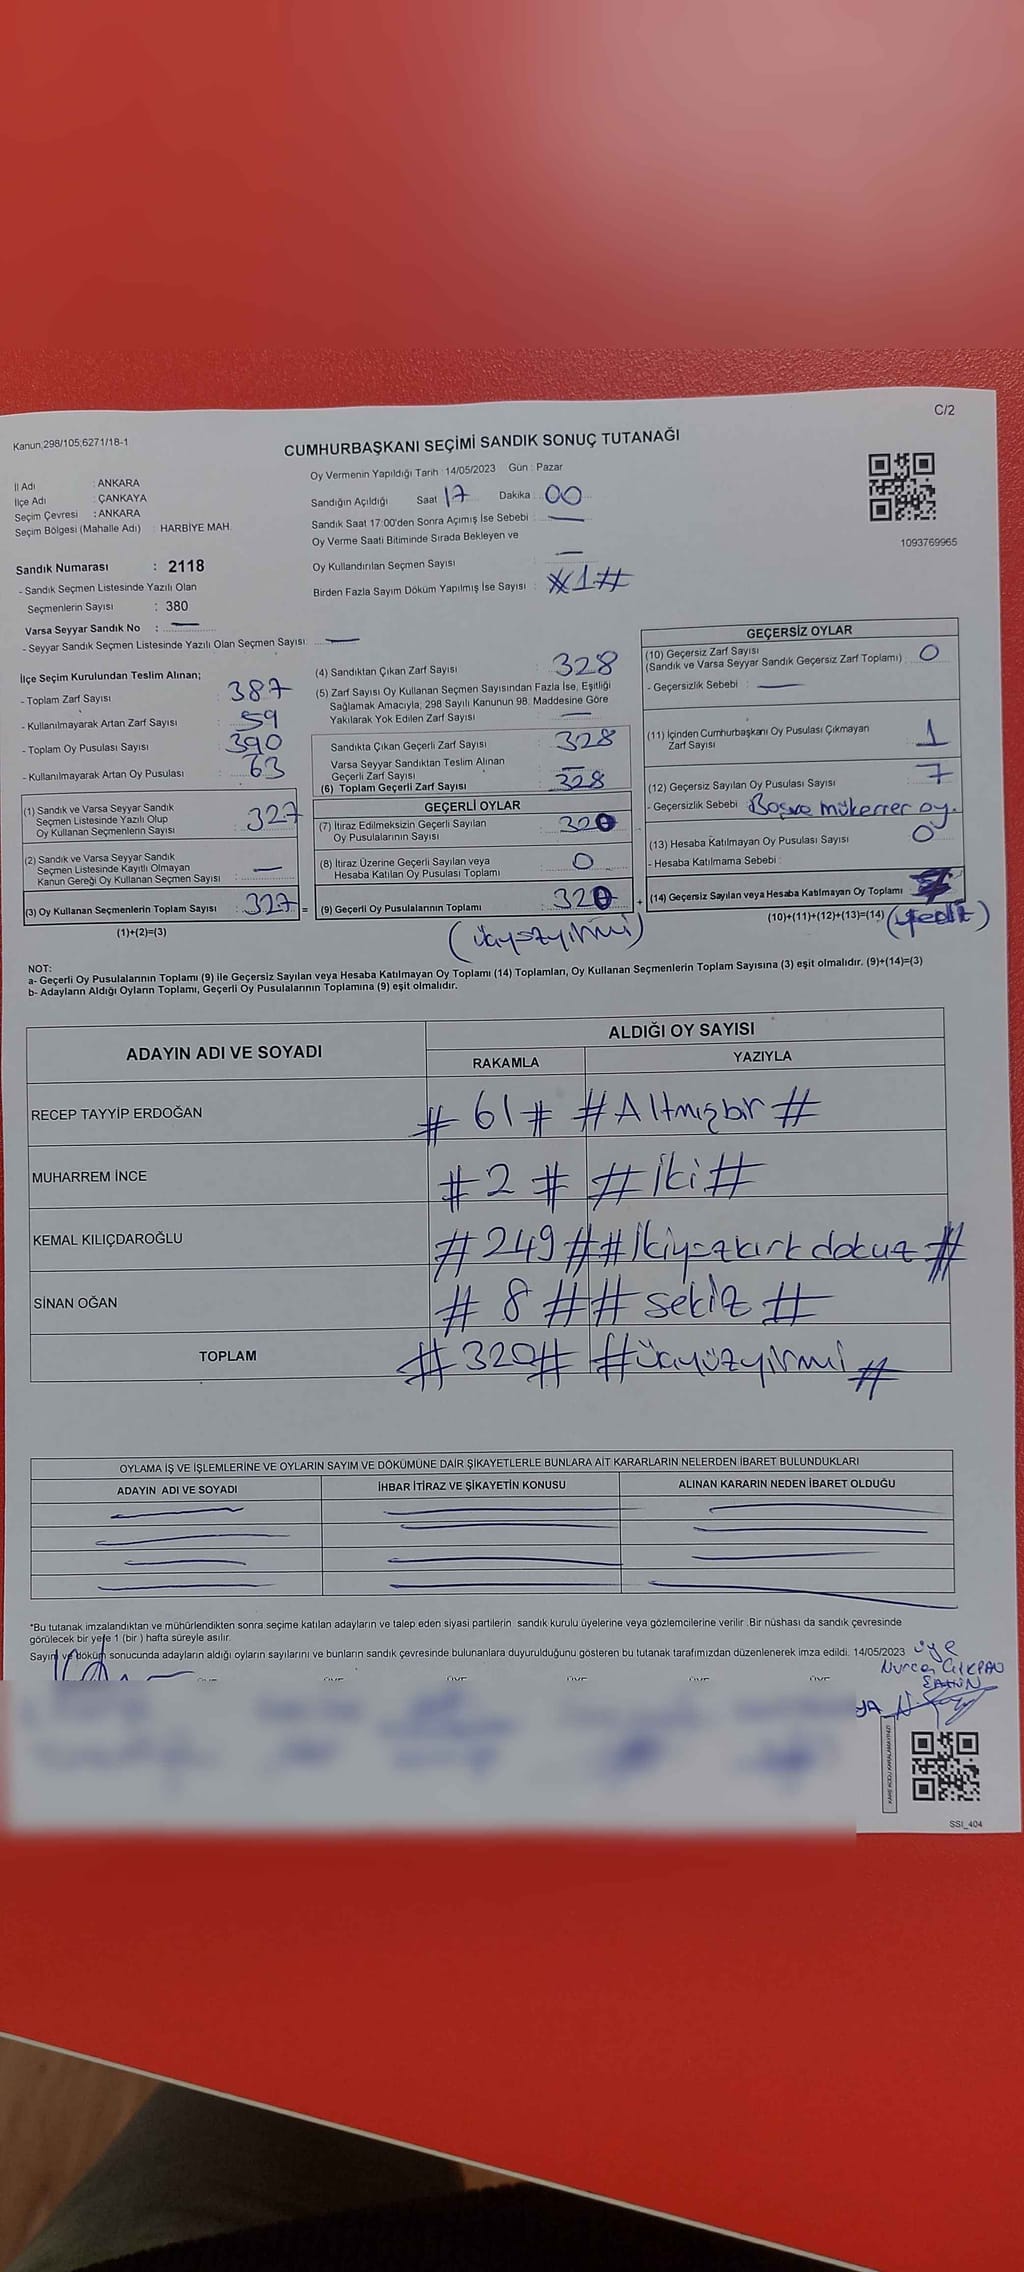 C/2
Kanun;298/105;6271/18-1
CUMHURBAŞKANI SEÇİMİ SANDIK SONUÇ TUTANAĞI
İl Adı : ANKARA
İlçe Adı : ÇANKAYA
Seçim Çevresi : ANKARA
Seçim Bölgesi (Mahalle Adı) : HARBİYE MAH.
Oy Vermenin Yapıldığı Tarih : 14/05/2023 Gün : Pazar
Sandığın Açıldığı Saat 17 Dakika 00
Sandık Saat 17:00'den Sonra Açımış İse Sebebi : —
Oy Verme Saati Bitiminde Sırada Bekleyen ve
Oy Kullandırılan Seçmen Sayısı —
Birden Fazla Sayım Döküm Yapılmış İse Sayısı : 1#
1093769965
Sandık Numarası : 2118
- Sandık Seçmen Listesinde Yazılı Olan
Seçmenlerin Sayısı : 380
Varsa Seyyar Sandık No : —
- Seyyar Sandık Seçmen Listesinde Yazılı Olan Seçmen Sayısı: —
İlçe Seçim Kurulundan Teslim Alınan;
- Toplam Zarf Sayısı : 387
- Kullanılmayarak Artan Zarf Sayısı : 59
- Toplam Oy Pusulası Sayısı : 390
- Kullanılmayarak Artan Oy Pusulası : 63
(1) Sandık ve Varsa Seyyar Sandık
Seçmen Listesinde Yazılı Olup
Oy Kullanan Seçmenlerin Sayısı : 327
(2) Sandık ve Varsa Seyyar Sandık
Seçmen Listesinde Kayıtlı Olmayan
Kanun Gereği Oy Kullanan Seçmen Sayısı : —
(3) Oy Kullanan Seçmenlerin Toplam Sayısı : 327 =
(1)+(2)=(3)
(4) Sandıktan Çıkan Zarf Sayısı : 328
(5) Zarf Sayısı Oy Kullanan Seçmen Sayısından Fazla İse, Eşitliği
Sağlamak Amacıyla; 298 Sayılı Kanunun 98. Maddesine Göre
Yakılarak Yok Edilen Zarf Sayısı : —
Sandıkta Çıkan Geçerli Zarf Sayısı : 328
Varsa Seyyar Sandıktan Teslim Alınan
Geçerli Zarf Sayısı : —
(6) Toplam Geçerli Zarf Sayısı : 328
GEÇERLİ OYLAR
(7) İtiraz Edilmeksizin Geçerli Sayılan
Oy Pusulalarının Sayısı : 320
(8) İtiraz Üzerine Geçerli Sayılan veya
Hesaba Katılan Oy Pusulası Toplamı : 0
(9) Geçerli Oy Pusulalarının Toplamı : 320 +
(üçyüzyirmi)
GEÇERSİZ OYLAR
(10) Geçersiz Zarf Sayısı
(Sandık ve Varsa Seyyar Sandık Geçersiz Zarf Toplamı) : 0
- Geçersizlik Sebebi : —
(11) İçinden Cumhurbaşkanı Oy Pusulası Çıkmayan
Zarf Sayısı : 1
(12) Geçersiz Sayılan Oy Pusulası Sayısı : 7
- Geçersizlik Sebebi : Boş ve mükerrer oy.
(13) Hesaba Katılmayan Oy Pusulası Sayısı : 0
- Hesaba Katılmama Sebebi :
(14) Geçersiz Sayılan veya Hesaba Katılmayan Oy Toplamı
(10)+(11)+(12)+(13)=(14) (yedi)
NOT:
a- Geçerli Oy Pusulalarının Toplamı (9) ile Geçersiz Sayılan veya Hesaba Katılmayan Oy Toplamı (14) Toplamları, Oy Kullanan Seçmenlerin Toplam Sayısına (3) eşit olmalıdır. (9)+(14)=(3)
b- Adayların Aldığı Oyların Toplamı, Geçerli Oy Pusulalarının Toplamına (9) eşit olmalıdır.
ADAYIN ADI VE SOYADI
ALDIĞI OY SAYISI
RAKAMLA YAZIYLA
RECEP TAYYİP ERDOĞAN # 61 # # Altmışbir #
MUHARREM İNCE # 2 # # İki #
KEMAL KILIÇDAROĞLU # 249 # # İkiyüzkırk dokuz #
SİNAN OĞAN # 8 # # sekiz #
TOPLAM # 320 # # üçyüzyirmi #
OYLAMA İŞ VE İŞLEMLERİNE VE OYLARIN SAYIM VE DÖKÜMÜNE DAİR ŞİKAYETLERLE BUNLARA AİT KARARLARIN NELERDEN İBARET BULUNDUKLARI
ADAYIN ADI VE SOYADI İHBAR İTİRAZ VE ŞİKAYETİN KONUSU ALINAN KARARIN NEDEN İBARET OLDUĞU
*Bu tutanak imzalandıktan ve mühürlendikten sonra seçime katılan adayların ve talep eden siyasi partilerin sandık kurulu üyelerine veya gözlemcilerine verilir. Bir nüshası da sandık çevresinde
görülecek bir yere 1 (bir ) hafta süreyle asılır.
Sayım ve döküm sonucunda adayların aldığı oyların sayılarını ve bunların sandık çevresinde bulunanlara duyurulduğunu gösteren bu tutanak tarafımızdan düzenlenerek imza edildi. 14/05/2023
üye
ŞAHİN
SSI_404